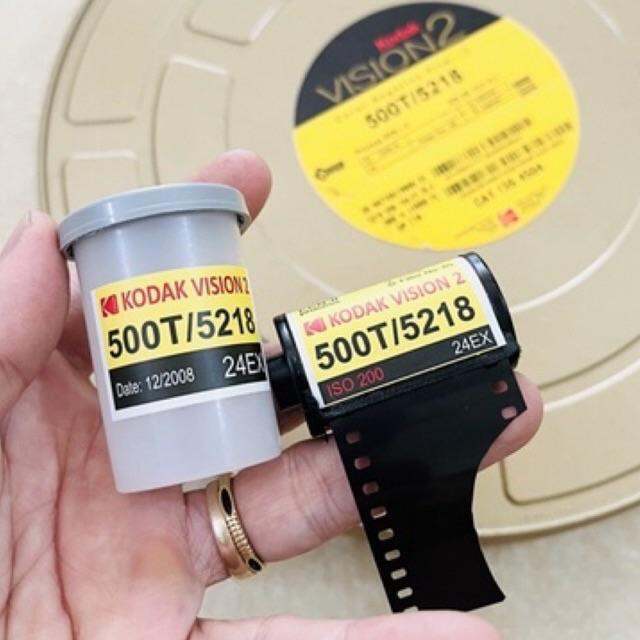 Kodak
VISION2
500T/5218
KODAK VISION 2
500T/5218
Date: 12/2008 24EX
KODAK VISION 2
500T/5218
24EX
ISO 200